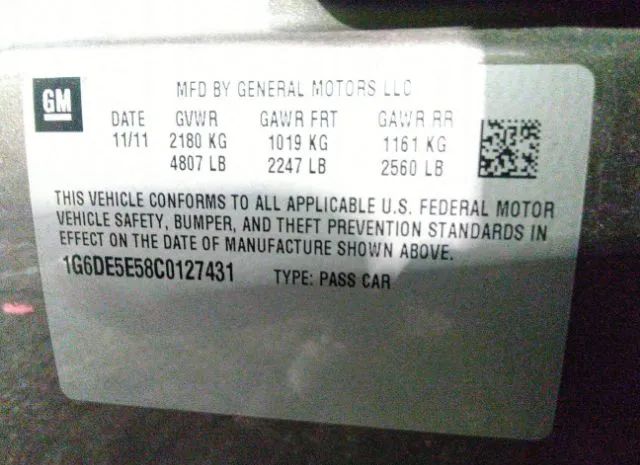 GM
MFD BY GENERAL MOTORS LLC
DATE GVWR GAWR FRT GAWR RR
11/11 2180 KG 1019 KG 1161 KG
4807 LB 2247 LB 2560 LB
THIS VEHICLE CONFORMS TO ALL APPLICABLE U.S. FEDERAL MOTOR
VEHICLE SAFETY, BUMPER, AND THEFT PREVENTION STANDARDS IN
EFFECT ON THE DATE OF MANUFACTURE SHOWN ABOVE.
1G6DE5E58C0127431 TYPE: PASS CAR